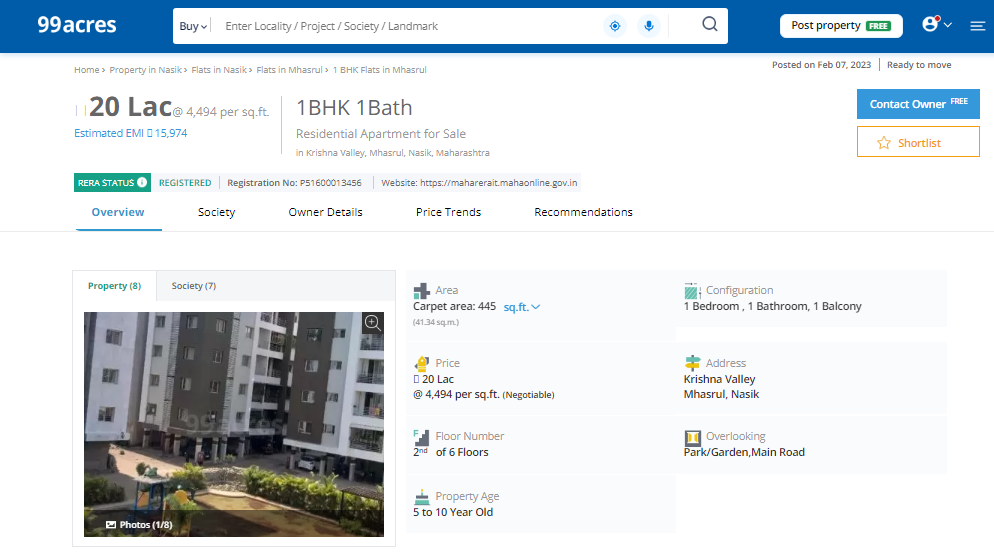 99acres
Buy
Enter Locality / Project / Society / Landmark
Post property FREE
Home > Property in Nasik > Flats in Nasik > Flats in Mhasrul > 1 BHK Flats in Mhasrul
Posted on Feb 07, 2023 | Ready to move
20 Lac @ 4,494 per sq.ft.
Estimated EMI 15,974
1BHK 1Bath
Residential Apartment for Sale
in Krishna Valley, Mhasrul, Nasik, Maharashtra
Contact Owner FREE
Shortlist
RERA STATUS REGISTERED | Registration No: P51600013456 | Website: https://maharerait.mahaonline.gov.in
Overview Society Owner Details Price Trends Recommendations
Property (8) Society (7)
99acres
Photos (1/8)
Area
Carpet area: 445 sq.ft.
(41.34 sq.m.)
Configuration
1 Bedroom , 1 Bathroom, 1 Balcony
Price
20 Lac
@ 4,494 per sq.ft. (Negotiable)
Address
Krishna Valley
Mhasrul, Nasik
Floor Number
2nd of 6 Floors
Overlooking
Park/Garden,Main Road
Property Age
5 to 10 Year Old